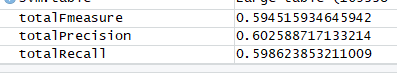 totalFmeasure 0.594515934645942
totalPrecision 0.602588717133214
totalRecall 0.598623853211009